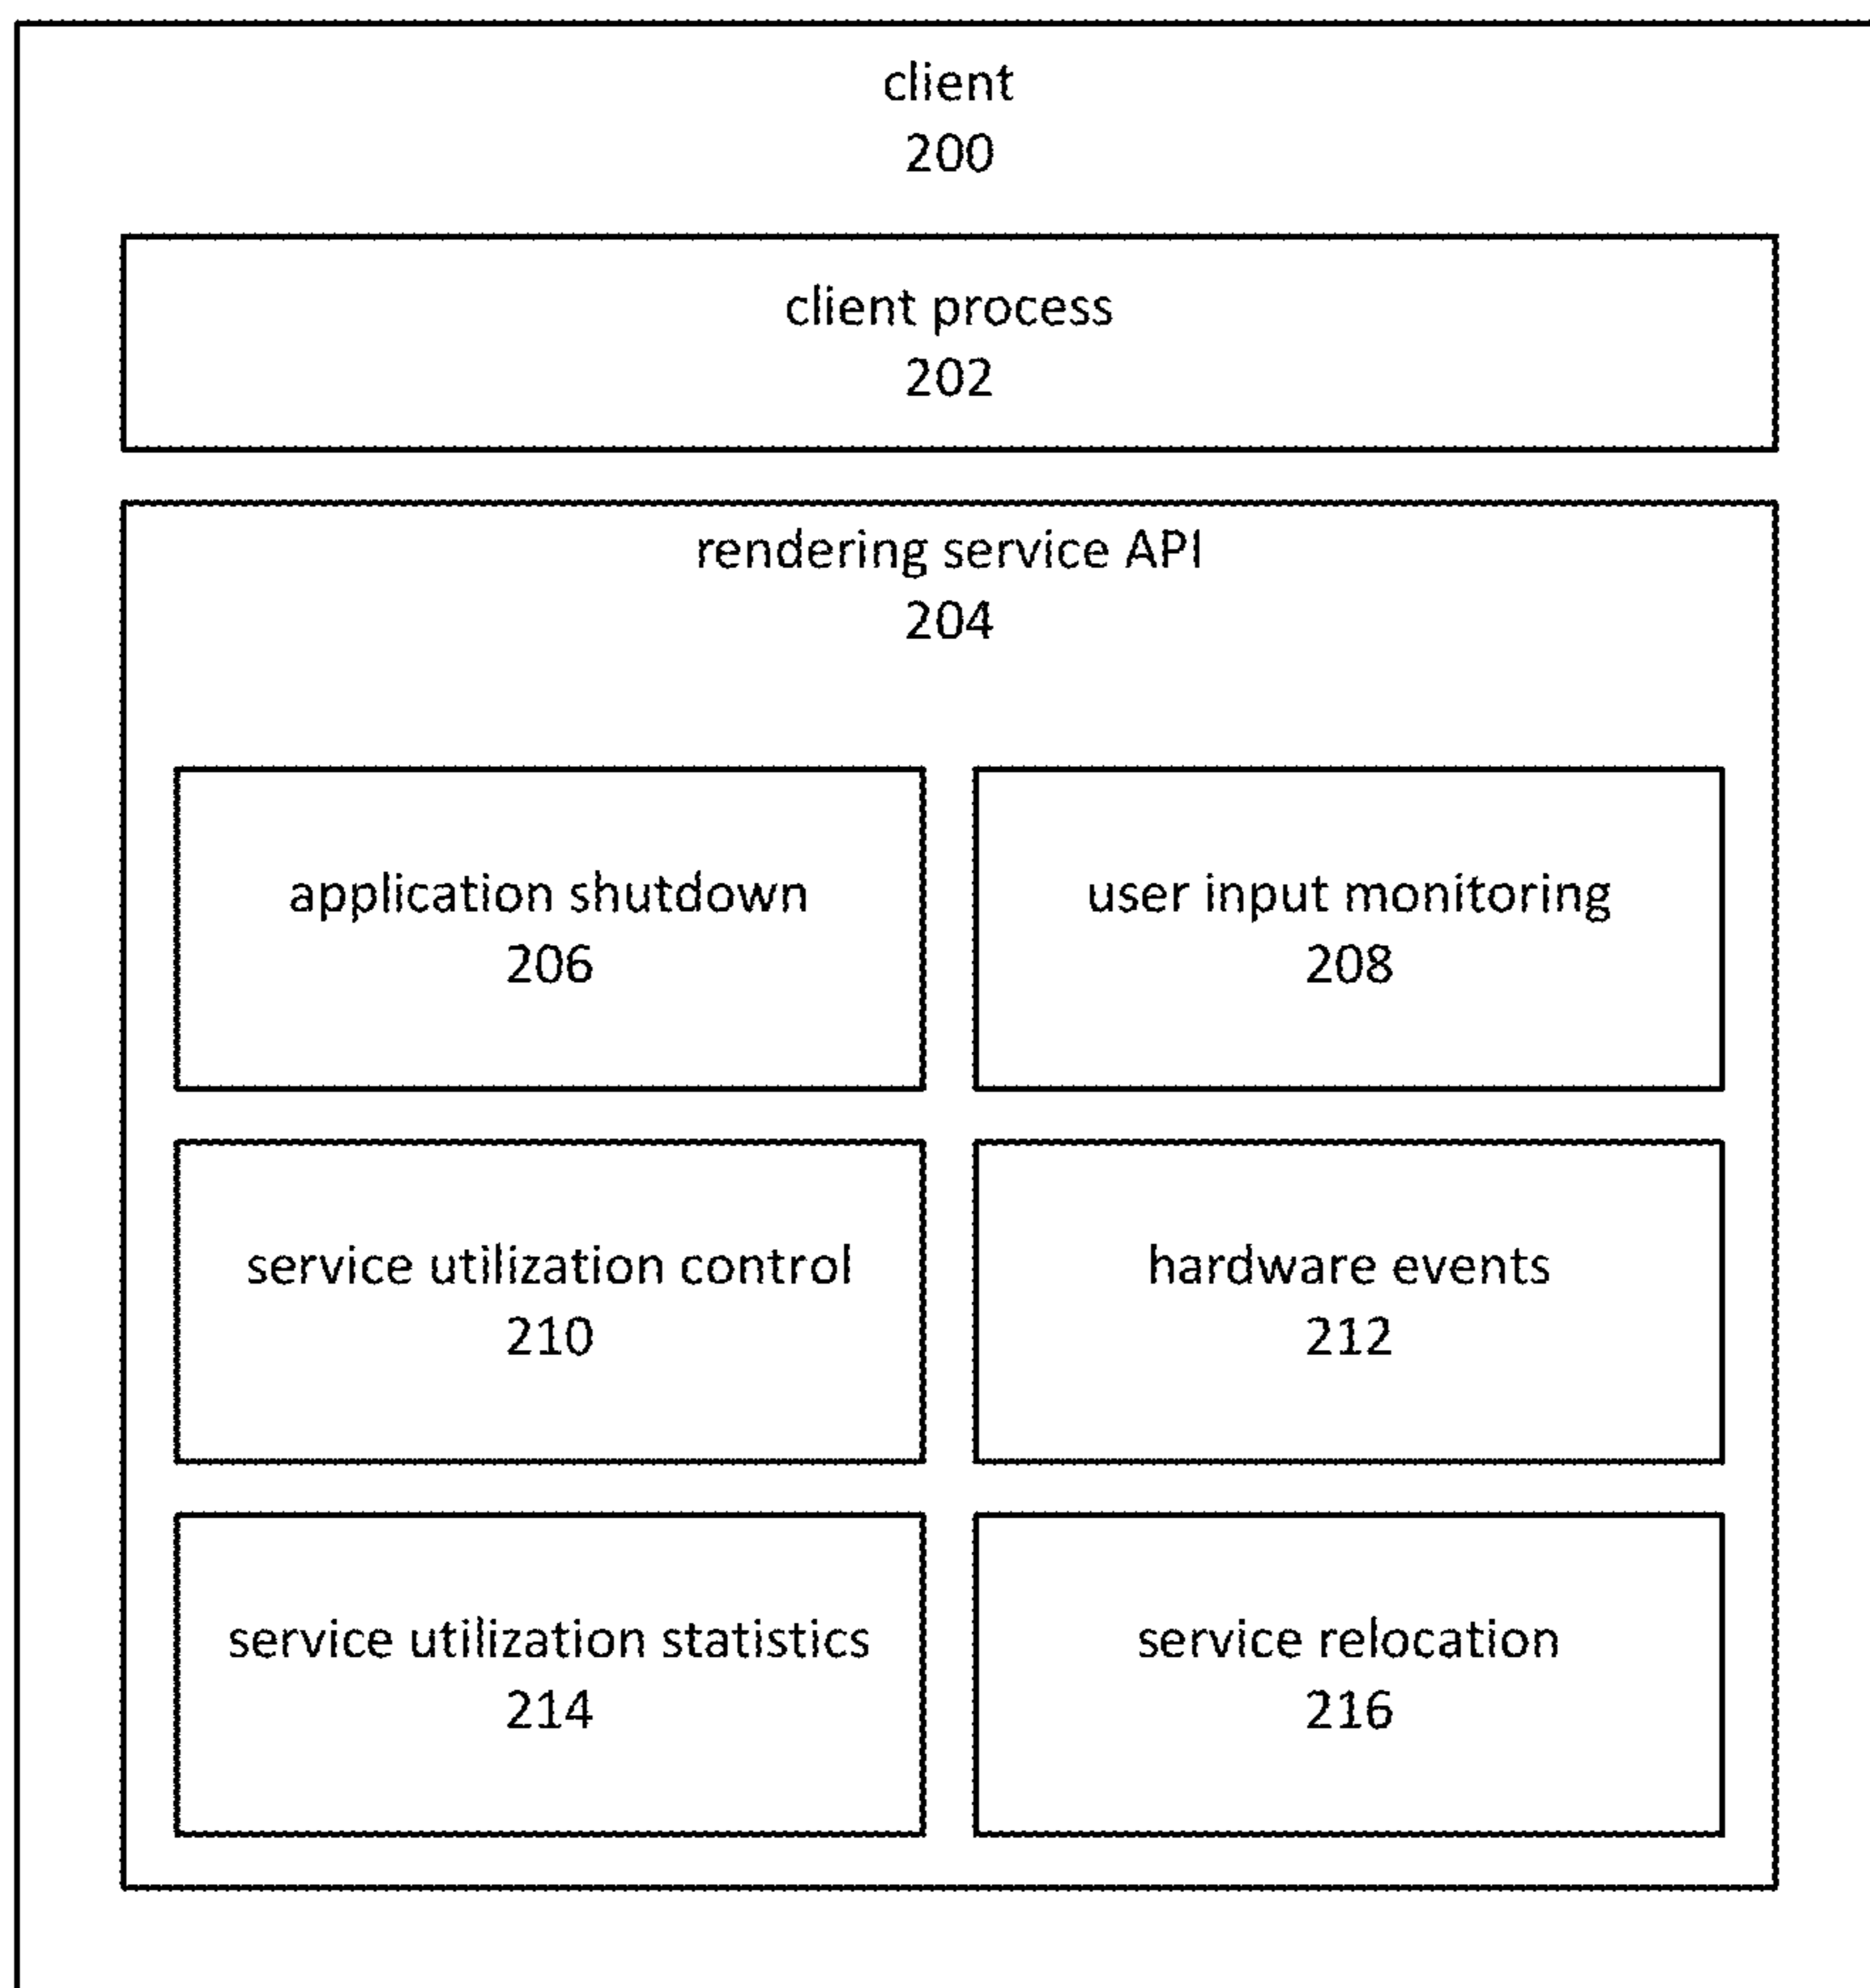 client
200
client process
202
rendering service API
204
application shutdown
206
user input monitoring
208
service utilization control
210
hardware events
212
service utilization statistics
214
service relocation
216